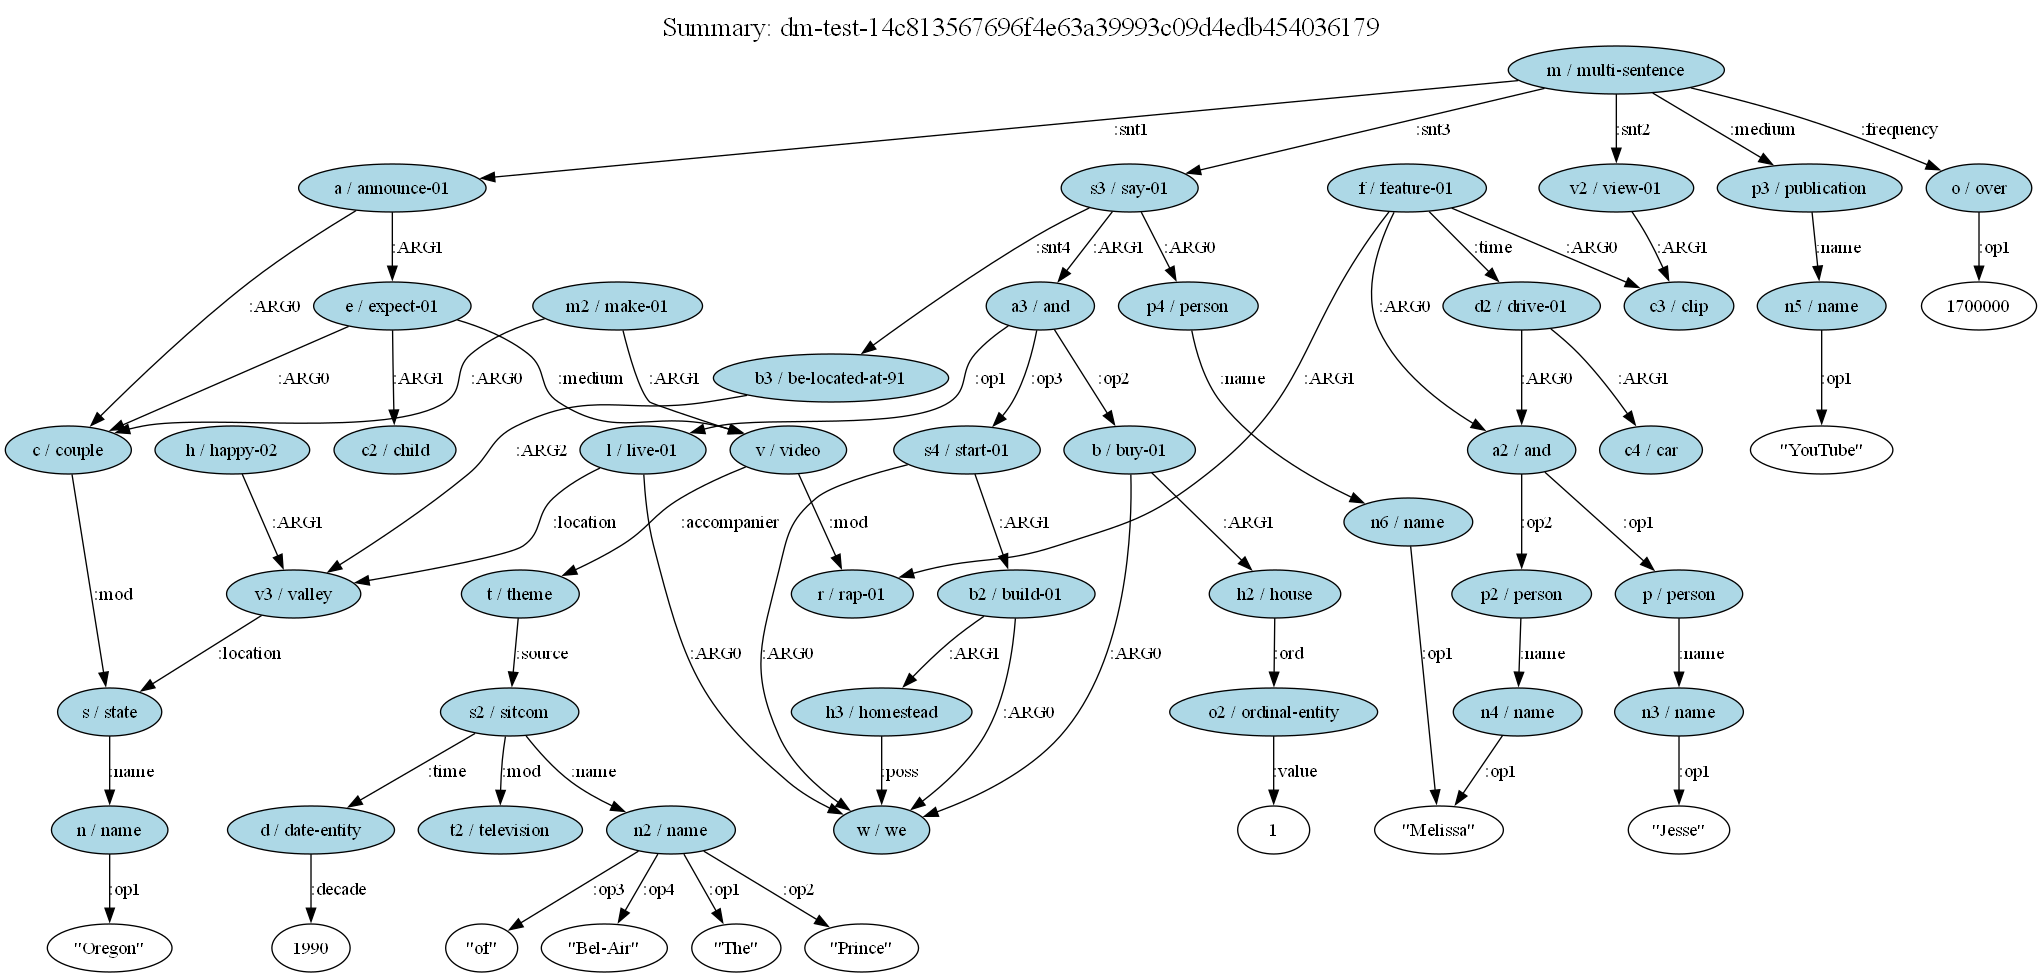 Summary: dm-test-14c813567696f4e63a39993c09d4edb454036179
m / multi-sentence
:snt1
:snt3
:snt2
:medium
:frequency
a / announce-01
s3 / say-01
f / feature-01
v2 / view-01
p3 / publication
o / over
:ARG0
:ARG1
:snt4
:ARG1
:ARG0
:ARG0
:time
:ARG0
:ARG1
:name
:op1
e / expect-01
m2 / make-01
a3 / and
p4 / person
d2 / drive-01
c3 / clip
n5 / name
1700000
:ARG0
:ARG1
:ARG0
:medium
:ARG1
b3 / be-located-at-91
:op1
:op3
:op2
:name
:ARG1
:ARG0
:ARG1
:op1
c / couple
h / happy-02
c2 / child
l / live-01
v / video
s4 / start-01
b / buy-01
a2 / and
c4 / car
"YouTube"
:ARG1
:ARG2
:location
:accompanier
:mod
:ARG1
:ARG1
n6 / name
:op2
:op1
:mod
v3 / valley
t / theme
r / rap-01
b2 / build-01
h2 / house
p2 / person
p / person
:location
:source
:ARG0
:ARG0
:ARG1
:ARG0
:ord
:op1
:name
:name
s / state
s2 / sitcom
h3 / homestead
:ARG0
o2 / ordinal-entity
n4 / name
n3 / name
:name
:time
:mod
:name
:poss
:value
:op1
:op1
n / name
d / date-entity
t2 / television
n2 / name
w / we
1
"Melissa"
"Jesse"
:op1
:decade
:op3
:op4
:op1
:op2
"Oregon"
1990
"of"
"Bel-Air"
"The"
"Prince"